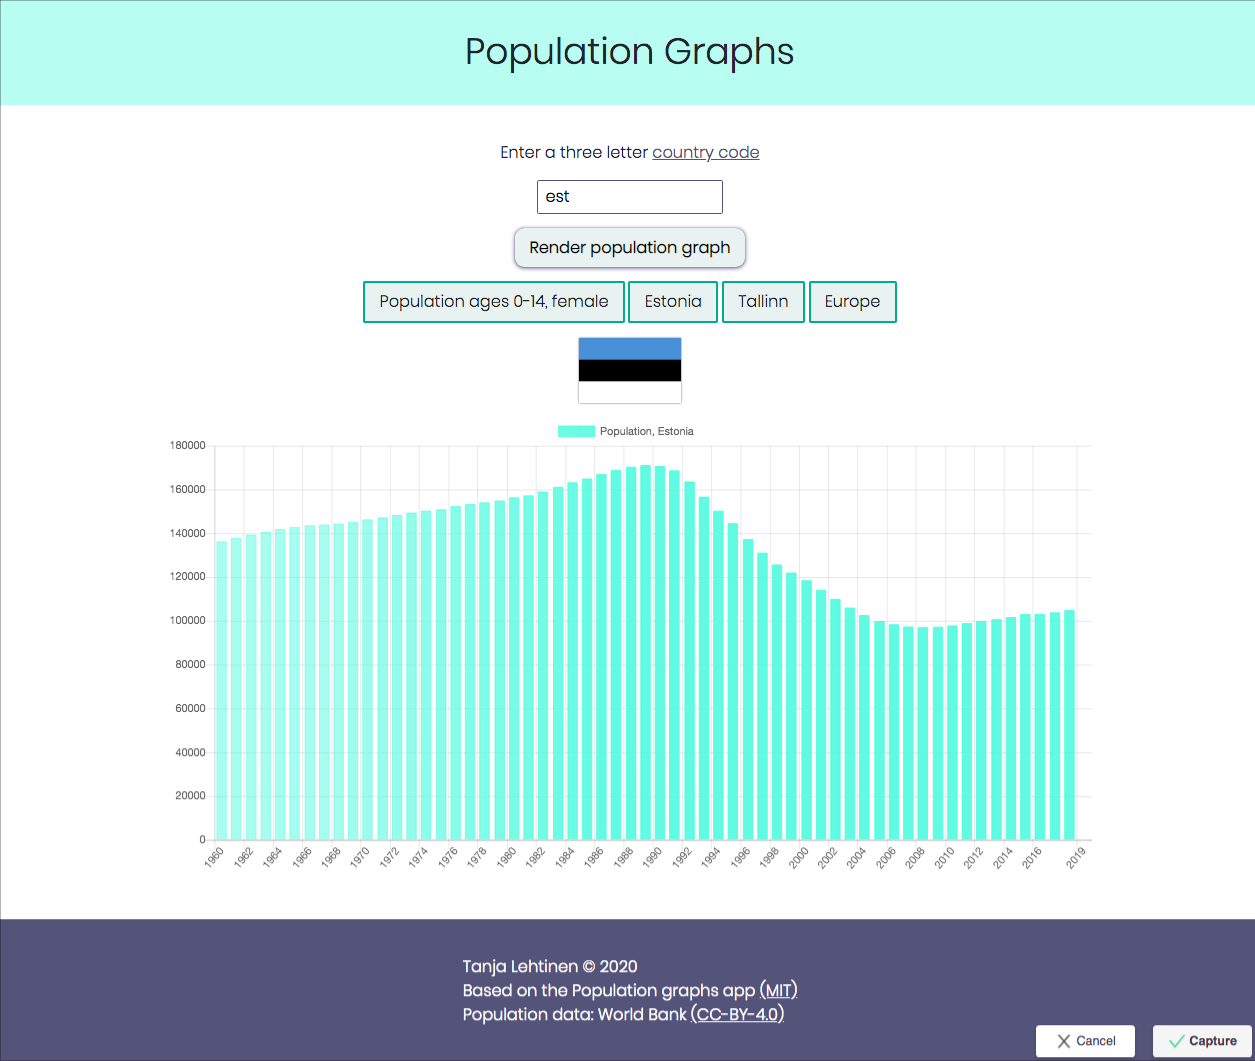 Population Graphs
Enter a three letter country code
est
Render population graph
Population ages 0-14, female Estonia Tallinn Europe
Population, Estonia
180000
160000
140000
120000
100000
80000
60000
40000
20000
0
1960 1962 1964 1966 1968 1970 1972 1974 1976 1978 1980 1982 1984 1986 1988 1990 1992 1994 1996 1998 2000 2002 2004 2006 2008 2010 2012 2014 2016 2019
Tanja Lehtinen © 2020
Based on the Population graphs app (MIT)
Population data: World Bank (CC-BY-4.0)
Cancel Capture